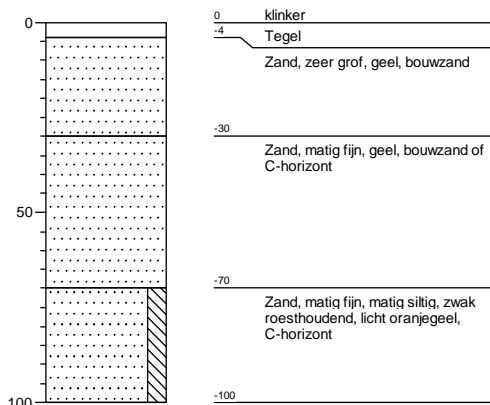 0
50
100
0 klinker
-4 Tegel
Zand, zeer grof, geel, bouwzand
-30
Zand, matig fijn, geel, bouwzand of
C-horizont
-70
Zand, matig fijn, matig siltig, zwak
roesthoudend, licht oranjegeel,
C-horizont
-100